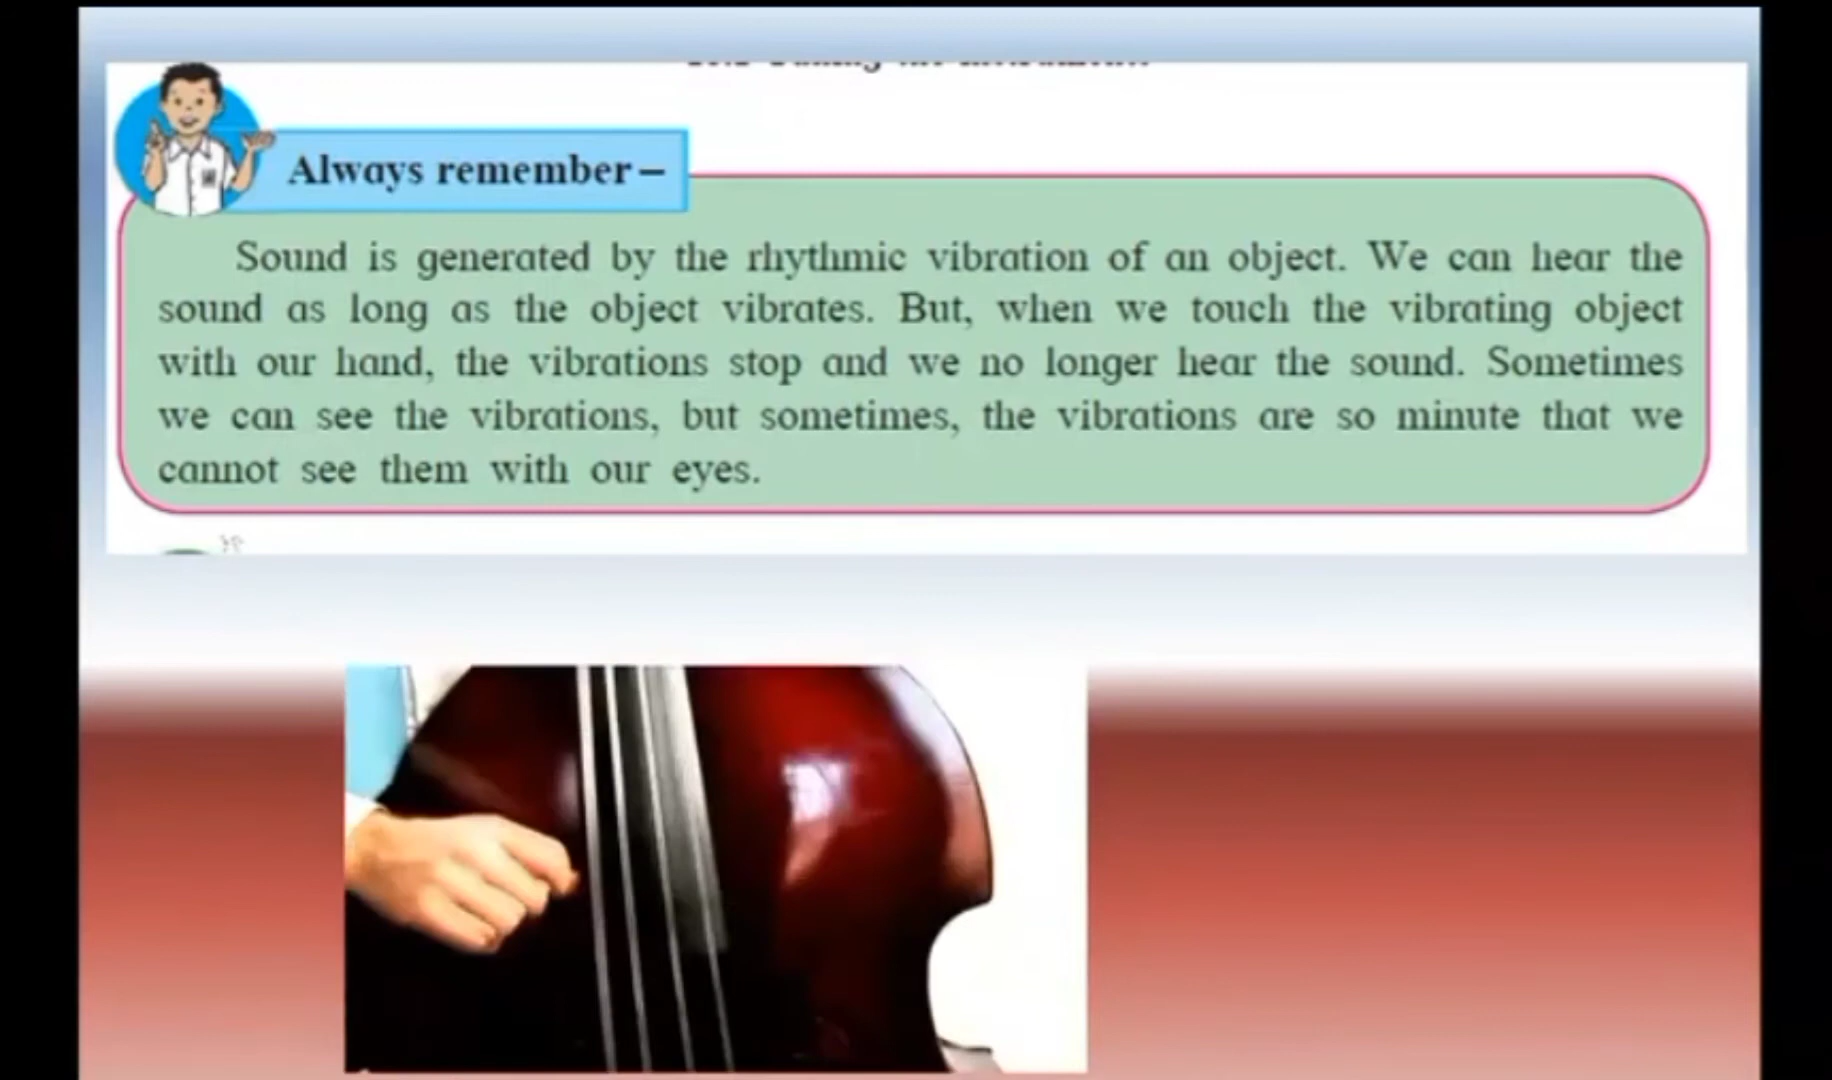 Always remember –
Sound is generated by the rhythmic vibration of an object. We can hear the
sound as long as the object vibrates. But, when we touch the vibrating object
with our hand, the vibrations stop and we no longer hear the sound. Sometimes
we can see the vibrations, but sometimes, the vibrations are so minute that we
cannot see them with our eyes.